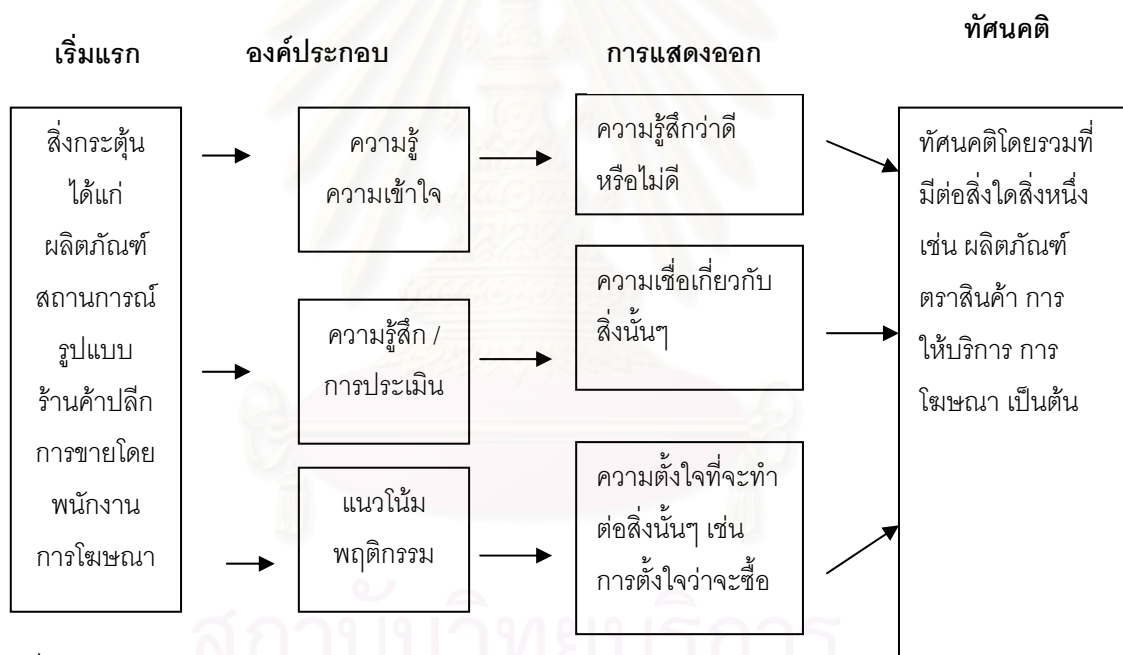 เริ่มแรก
องค์ประกอบ
การแสดงออก
ทัศนคติ
สิ่งกระตุ้น
ได้แก่
ผลิตภัณฑ์
สถานการณ์
รูปแบบ
ร้านค้าปลีก
การขายโดย
พนักงาน
การโฆษณา
ความรู้
ความเข้าใจ
ความรู้สึก /
การประเมิน
แนวโน้ม
พฤติกรรม
ความรู้สึกว่าดี
หรือไม่ดี
ความเชื่อเกี่ยวกับ
สิ่งนั้นๆ
ความตั้งใจที่จะทำ
ต่อสิ่งนั้นๆ เช่น
การตั้งใจว่าจะซื้อ
ทัศนคติโดยรวมที่
มีต่อสิ่งใดสิ่งหนึ่ง
เช่น ผลิตภัณฑ์
ตราสินค้า การ
ให้บริการ การ
โฆษณา เป็นต้น
สถาบันวิทยบริการ